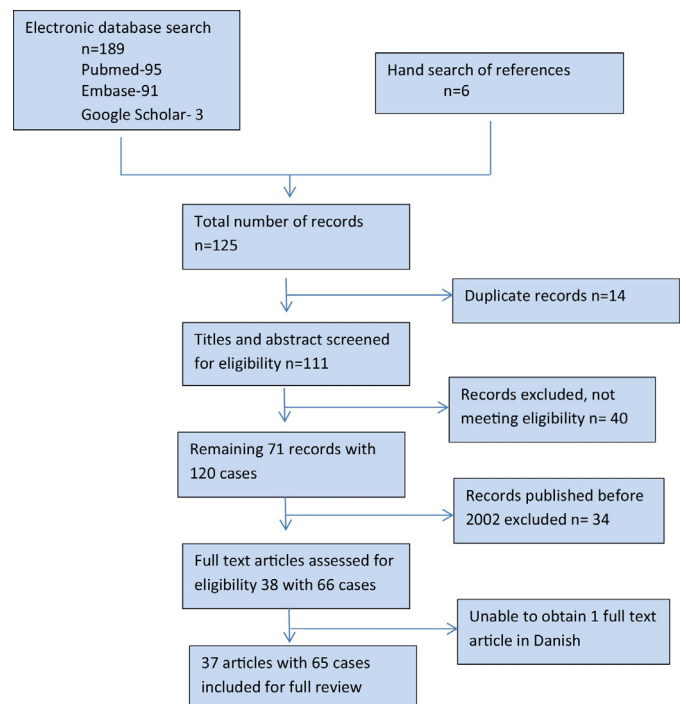 Electronic database search
n=189
Pubmed-95
Embase-91
Google Scholar- 3
Hand search of references
n=6
Total number of records
n=125
Duplicate records n=14
Titles and abstract screened
for eligibility n=111
Records excluded, not
meeting eligibility n= 40
Remaining 71 records with
120 cases
Records published before
2002 excluded n= 34
Full text articles assessed for
eligibility 38 with 66 cases
Unable to obtain 1 full text
article in Danish
37 articles with 65 cases
included for full review